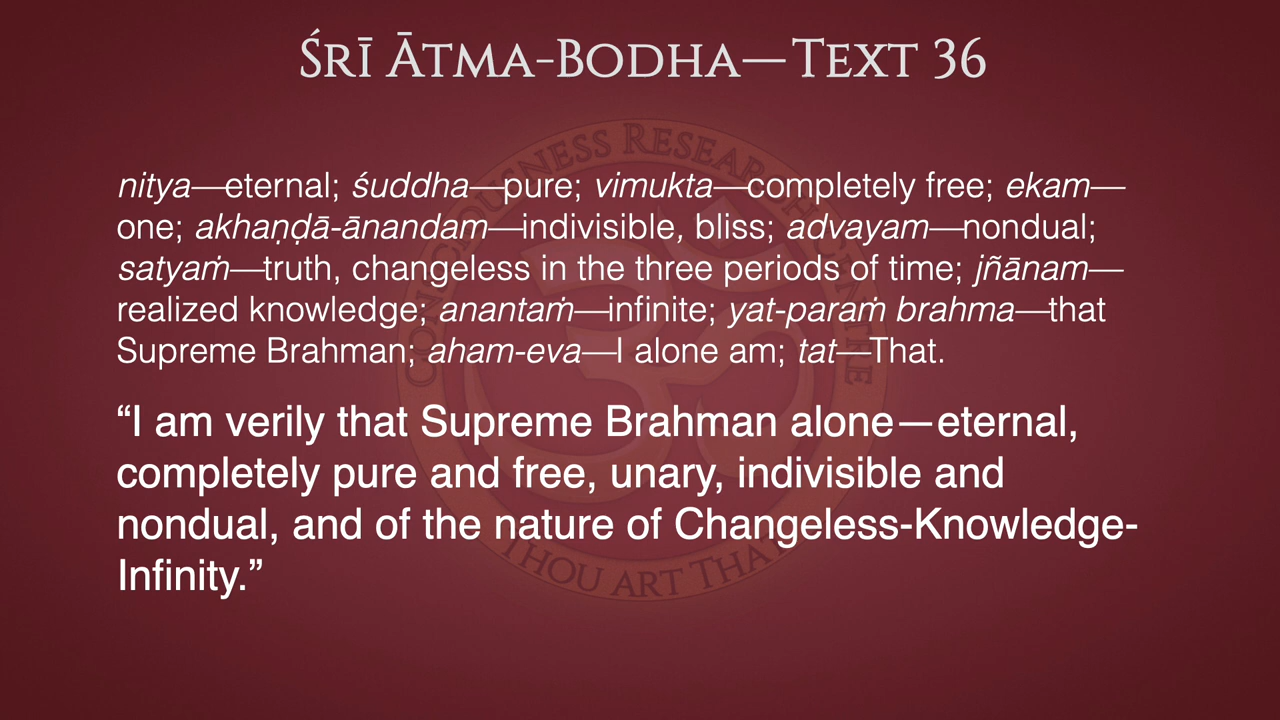 Śrī Ātma-Bodha—Text 36
nitya—eternal; śuddha—pure; vimukta—completely free; ekam—
one; akhaṇḍā-ānandam—indivisible, bliss; advayam—nondual;
satyaṁ—truth, changeless in the three periods of time; jñānam—
realized knowledge; anantaṁ—infinite; yat-paraṁ brahma—that
Supreme Brahman; aham-eva—I alone am; tat—That.
“I am verily that Supreme Brahman alone—eternal,
completely pure and free, unary, indivisible and
nondual, and of the nature of Changeless-Knowledge-
Infinity.”
THOU ART THAT